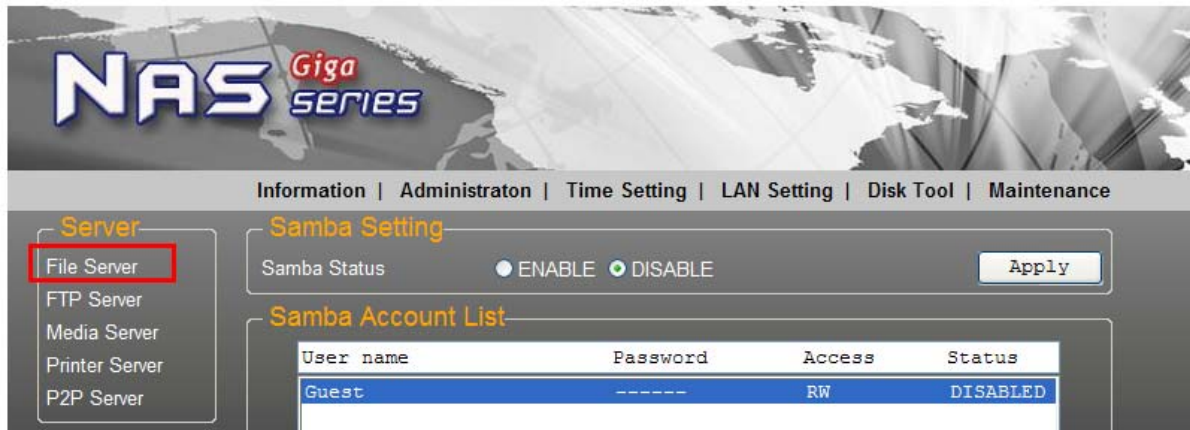 NAS Giga series
Information | Administraton | Time Setting | LAN Setting | Disk Tool | Maintenance
Server
File Server
FTP Server
Media Server
Printer Server
P2P Server
Samba Setting
Samba Status ENABLE DISABLE Apply
Samba Account List
User name Password Access Status
Guest ------ RW DISABLED